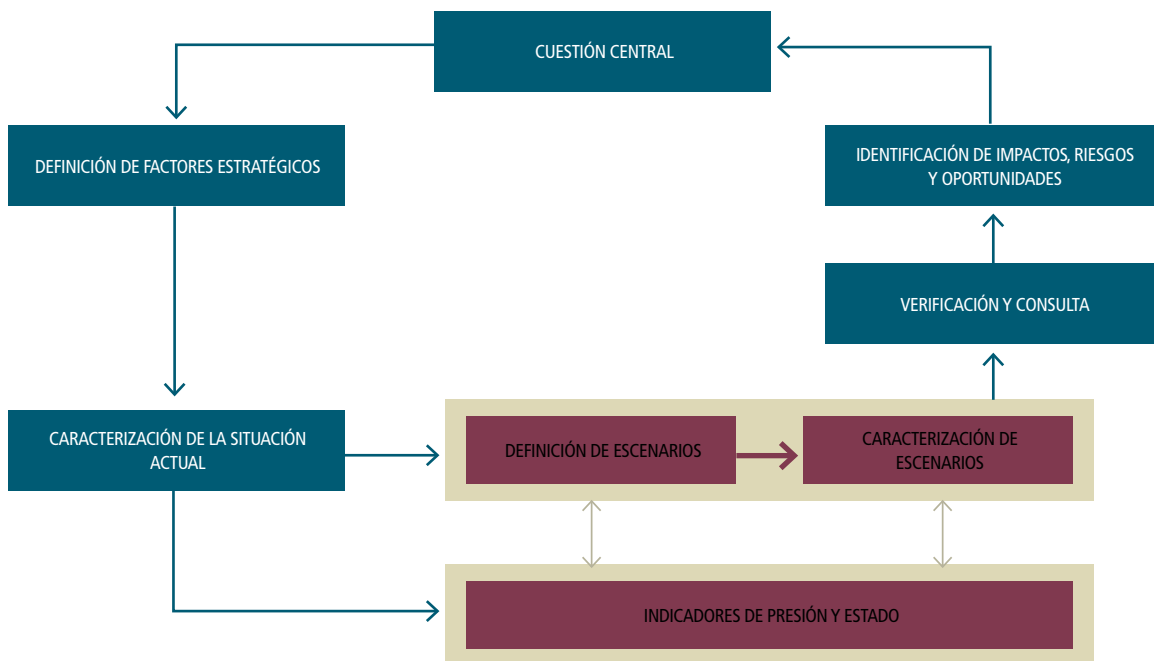 CUESTIÓN CENTRAL
DEFINICIÓN DE FACTORES ESTRATÉGICOS
IDENTIFICACIÓN DE IMPACTOS, RIESGOS
Y OPORTUNIDADES
VERIFICACIÓN Y CONSULTA
CARACTERIZACIÓN DE LA SITUACIÓN
ACTUAL
DEFINICIÓN DE ESCENARIOS
CARACTERIZACIÓN DE
ESCENARIOS
INDICADORES DE PRESIÓN Y ESTADO